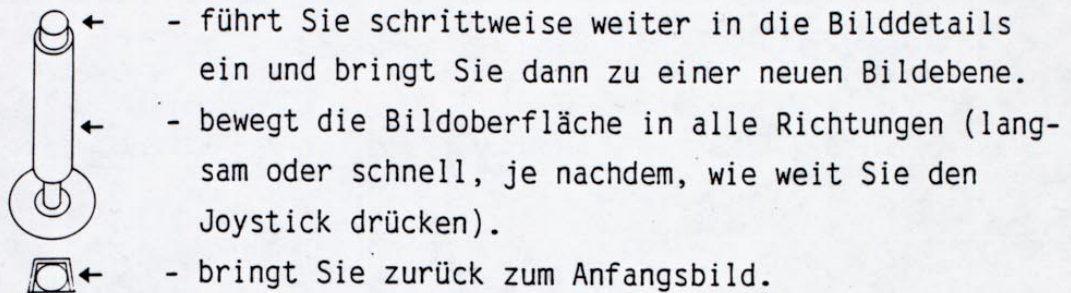 - führt Sie schrittweise weiter in die Bilddetails
ein und bringt Sie dann zu einer neuen Bildebene.
- bewegt die Bildoberfläche in alle Richtungen (lang-
sam oder schnell, je nachdem, wie weit Sie den
Joystick drücken).
- bringt Sie zurück zum Anfangsbild.